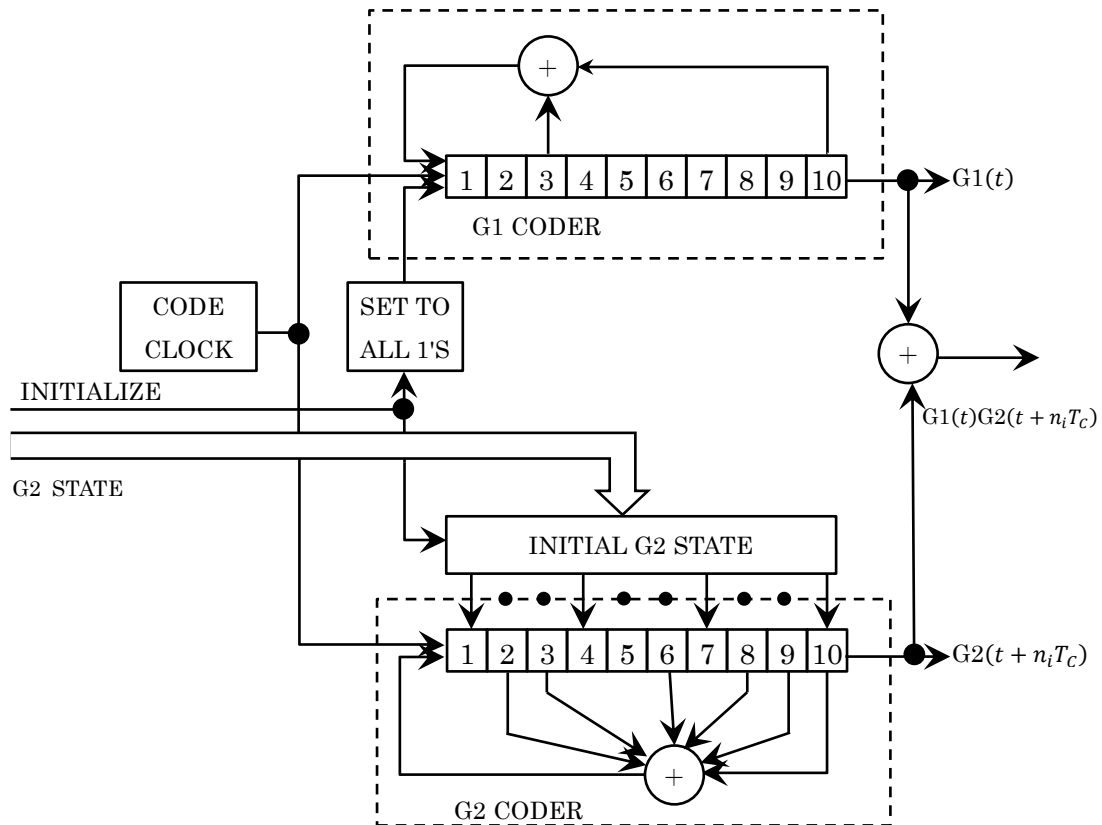 +
1 2 3 4 5 6 7 8 9 10
G1(t)
G1 CODER
CODE
CLOCK
SET TO
ALL 1'S
+
INITIALIZE
G1(t)G2(t + n_iT_C)
G2 STATE
INITIAL G2 STATE
1 2 3 4 5 6 7 8 9 10
G2(t + n_iT_C)
+
G2 CODER